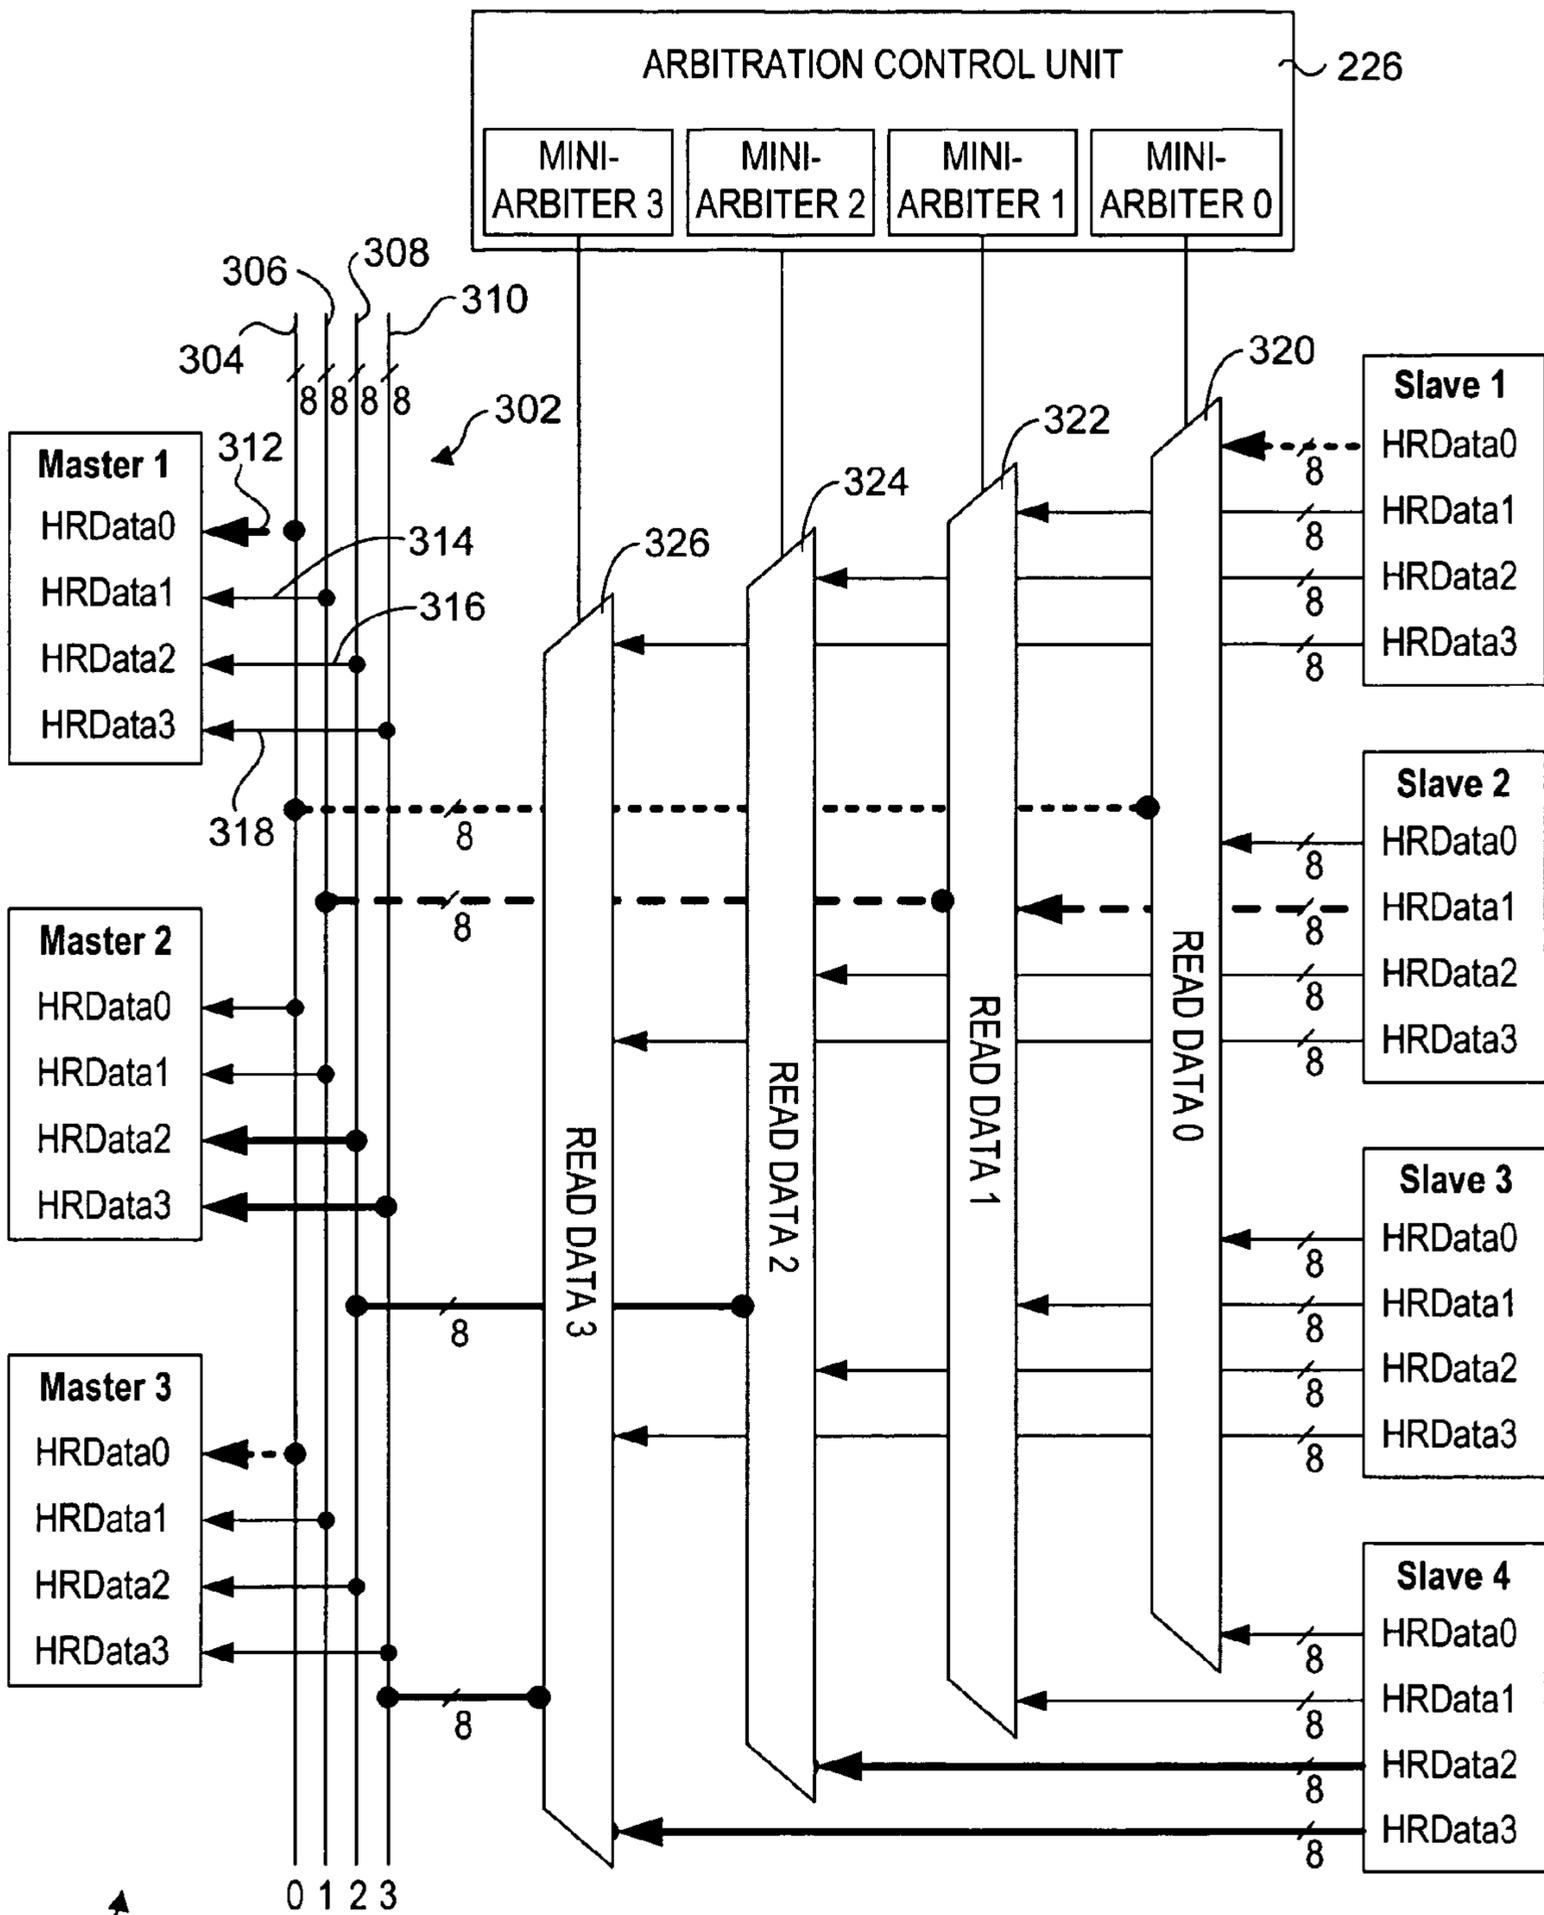 ARBITRATION CONTROL UNIT
226
MINI-
ARBITER 3
MINI-
ARBITER 2
MINI-
ARBITER 1
MINI-
ARBITER 0
306
308
310
304
8
8
8
8
302
320
322
324
326
Master 1
312
HRData0
314
HRData1
316
HRData2
HRData3
318
Slave 1
HRData0
8
HRData1
8
HRData2
8
HRData3
8
8
8
Slave 2
HRData0
8
HRData1
8
HRData2
8
HRData3
8
Master 2
HRData0
HRData1
HRData2
HRData3
READ DATA 3
READ DATA 2
READ DATA 1
READ DATA 0
8
Slave 3
HRData0
8
HRData1
8
HRData2
8
HRData3
8
Master 3
HRData0
HRData1
HRData2
HRData3
8
Slave 4
HRData0
8
HRData1
8
HRData2
8
HRData3
8
0 1 2 3